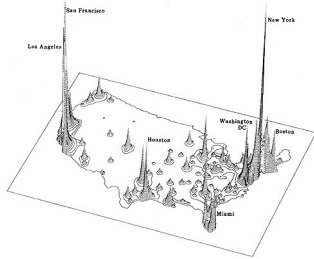 San Francisco
New York
Los Angeles
Washington
DC
Boston
Houston
Miami